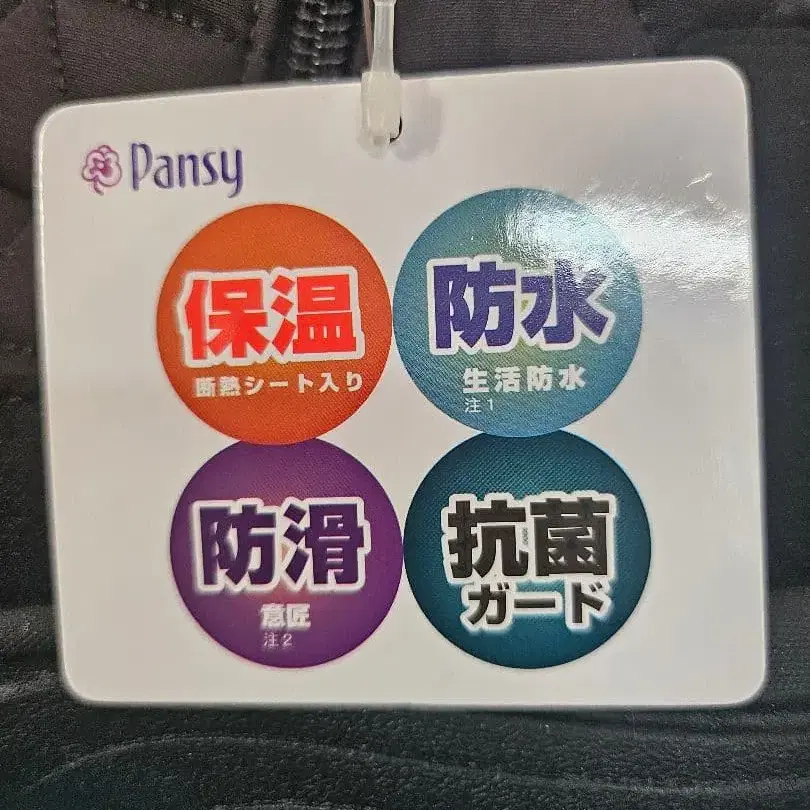 Pansy
保温
断熱シート入り
防水
生活防水
注1
防滑
意匠
注2
抗菌
ガード